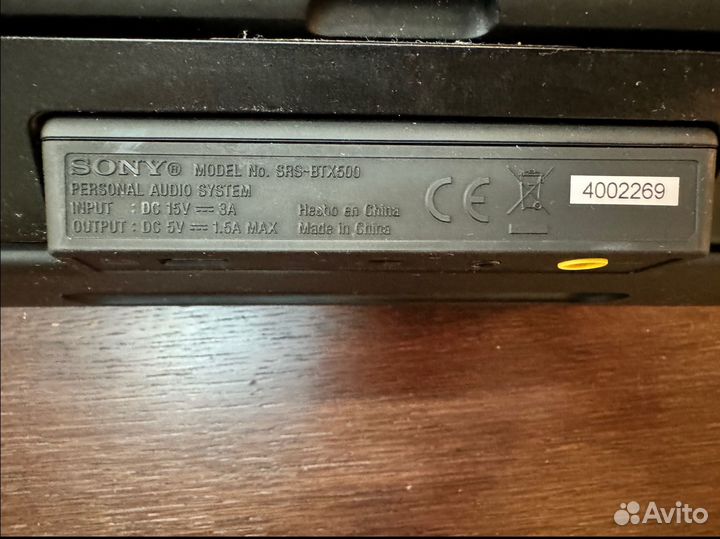 SONY® MODEL No. SRS-BTX500
PERSONAL AUDIO SYSTEM
INPUT : DC 15V ⎓ 3A
OUTPUT : DC 5V ⎓ 1.5A MAX
Hecho en China
Made in China
CE
4002269
Avito